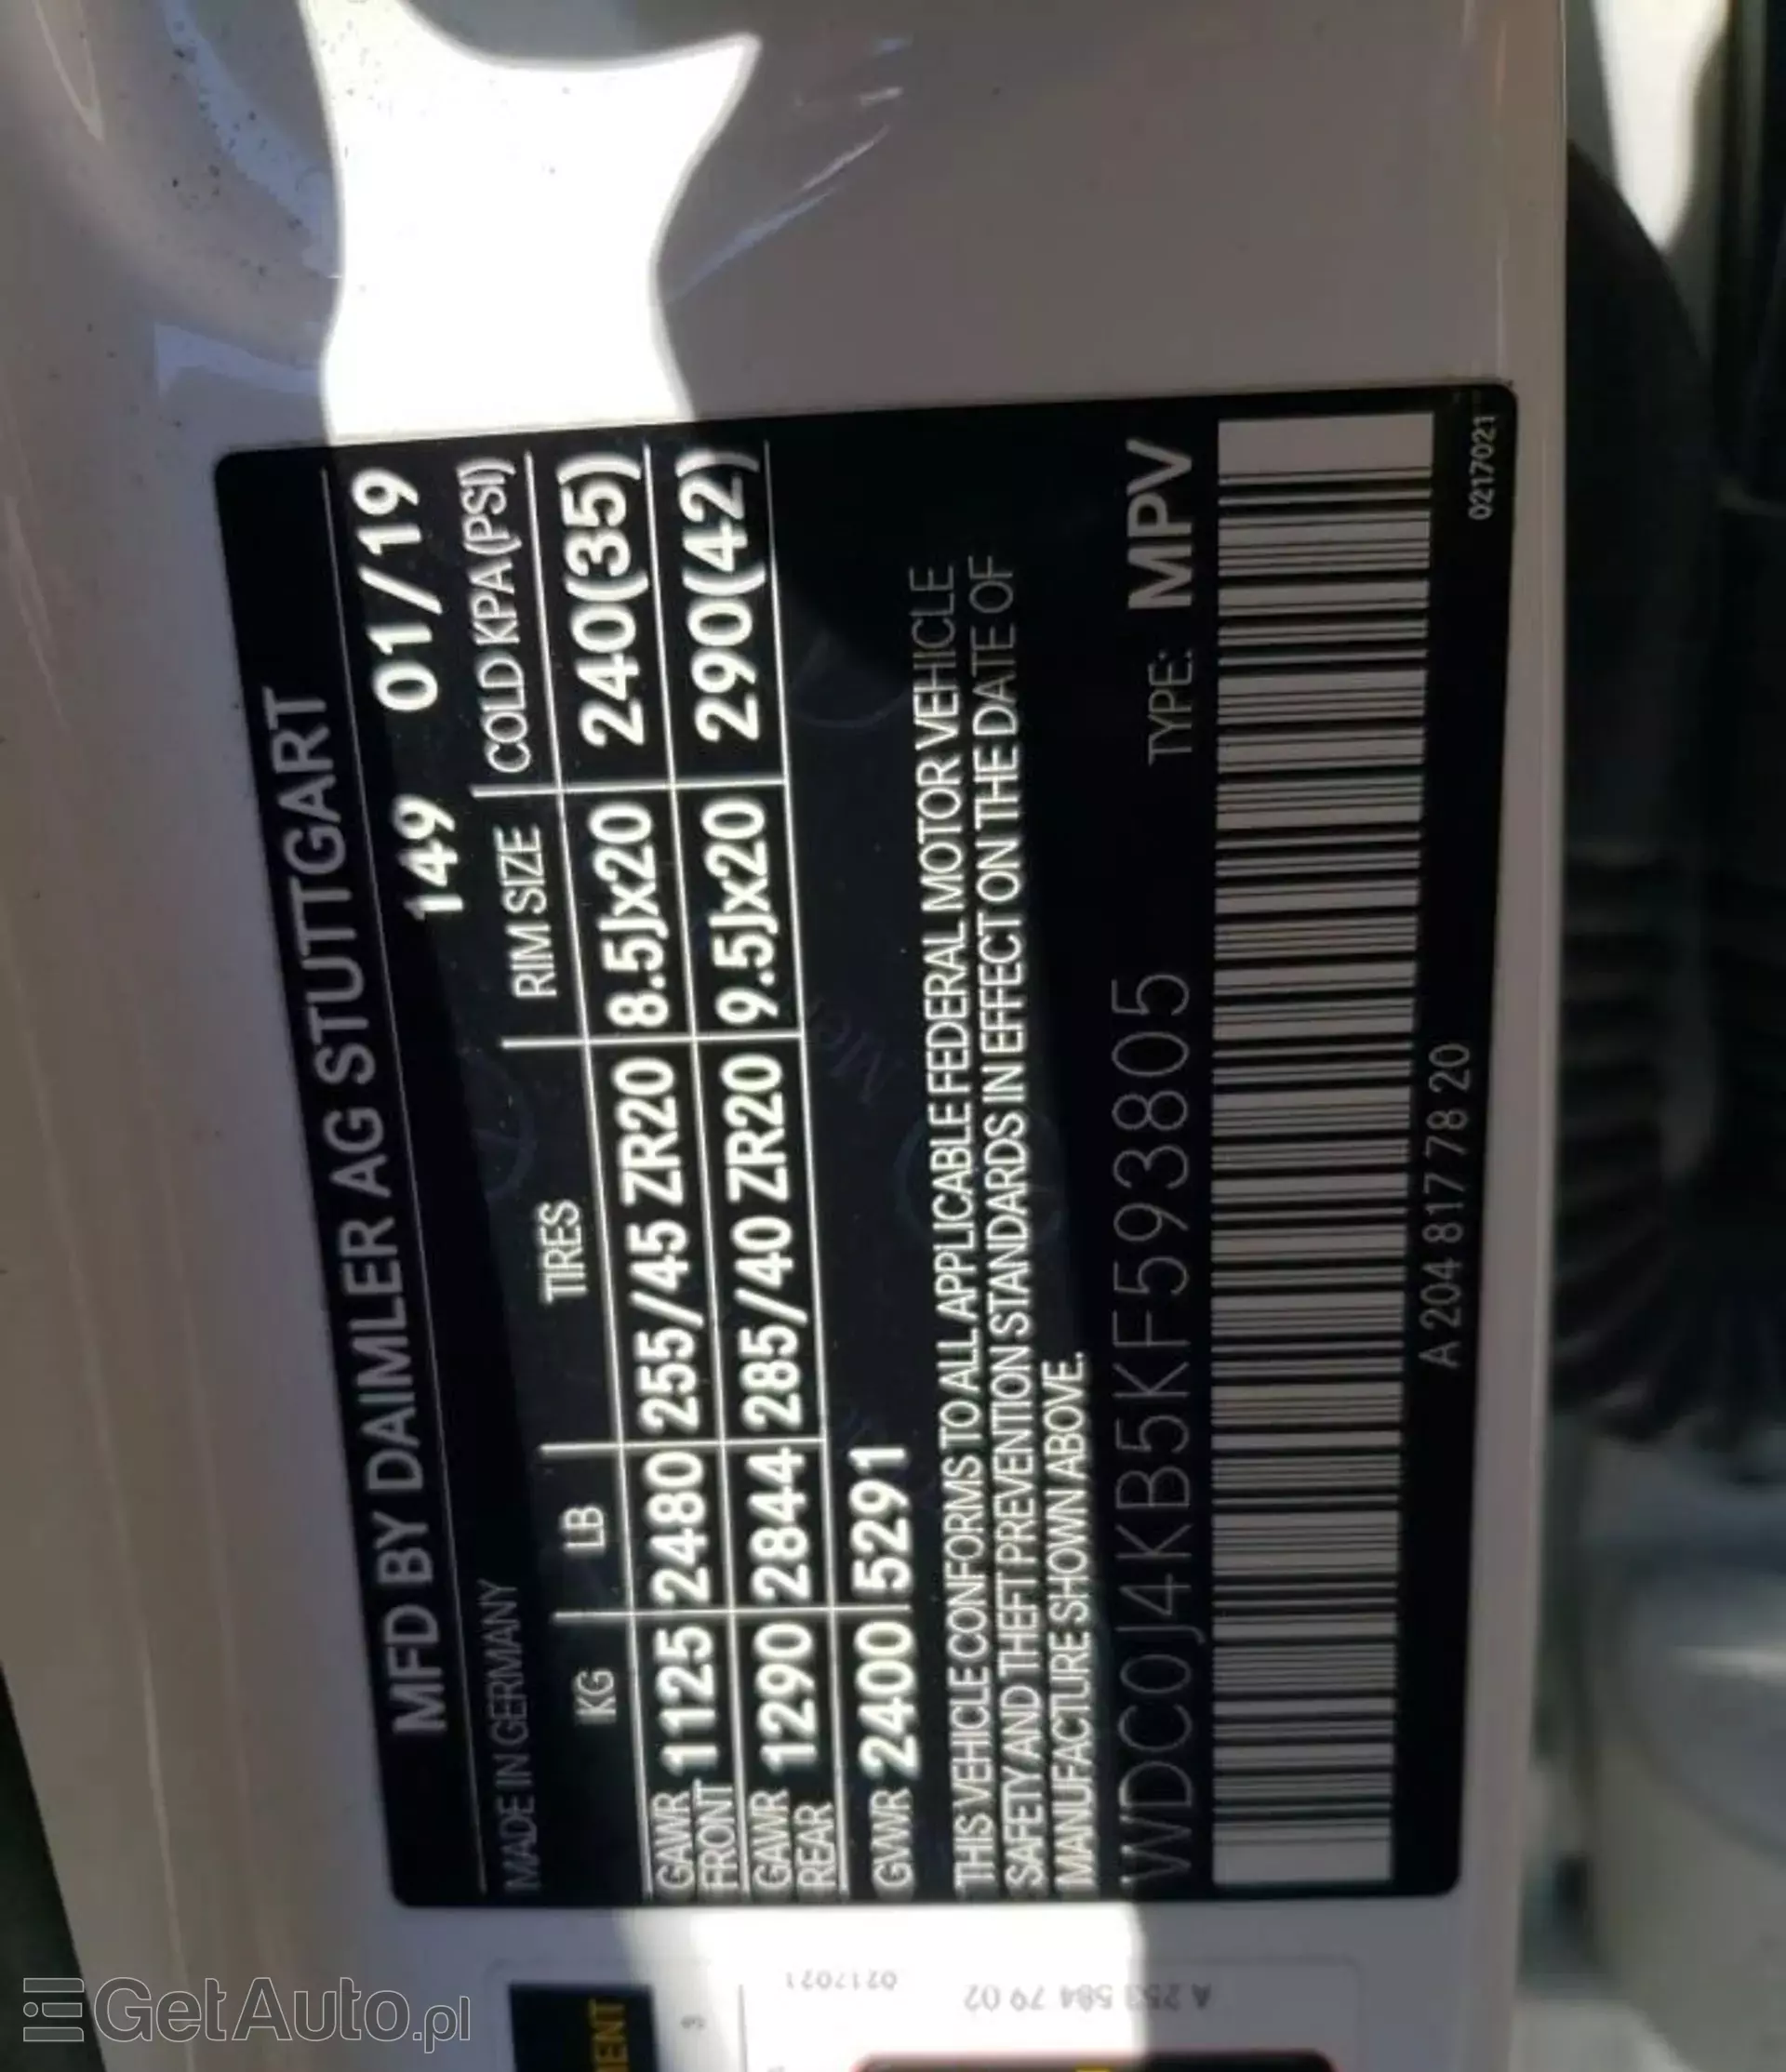 MFD BY DAIMLER AG STUTTGART
MADE IN GERMANY 149 01/19
KG LB TIRES RIM SIZE COLD KPA(PSI)
GAWR FRONT 1125 2480 255/45 ZR20 8.5Jx20 240(35)
GAWR REAR 1290 2844 285/40 ZR20 9.5Jx20 290(42)
GVWR 2400 5291
THIS VEHICLE CONFORMS TO ALL APPLICABLE FEDERAL MOTOR VEHICLE
SAFETY AND THEFT PREVENTION STANDARDS IN EFFECT ON THE DATE OF
MANUFACTURE SHOWN ABOVE.
WDC0J4KB5KF593805 TYPE: MPV
A 204 817 78 20 0217021
A 253 584 79 02 0217021
GetAuto.pl